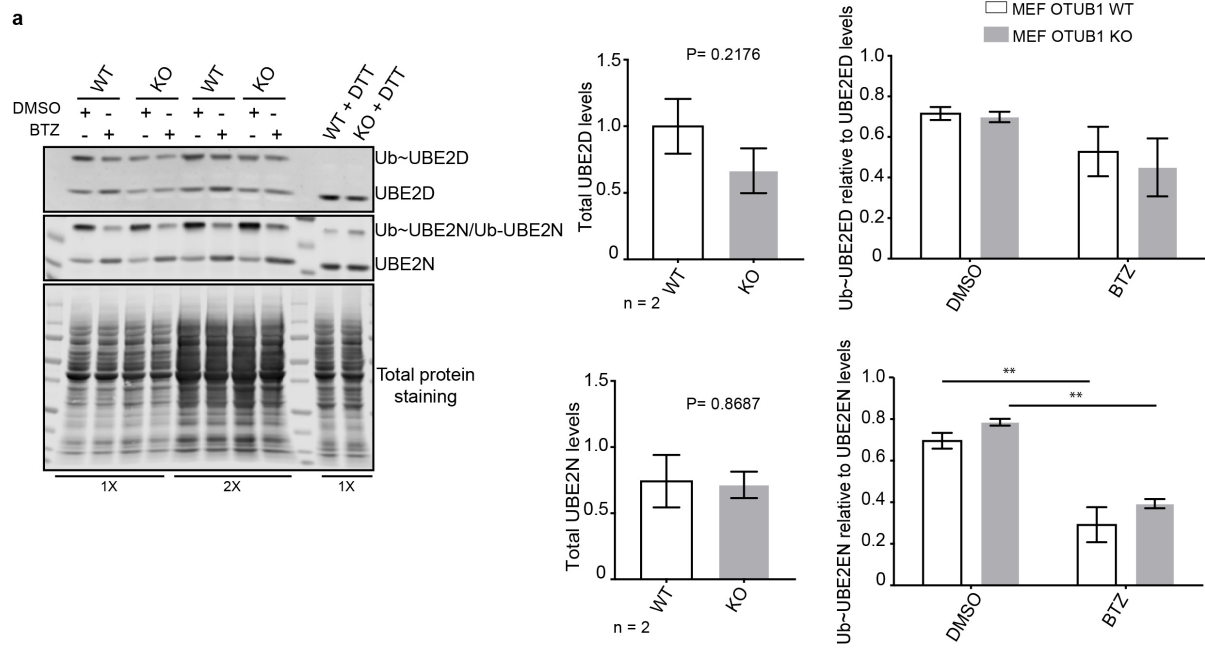 a
WT
KO
WT
KO
WT + DTT
KO + DTT
DMSO + - + - + - + -
BTZ - + - + - + - +
Ub~UBE2D
UBE2D
Ub~UBE2N/Ub-UBE2N
UBE2N
Total protein
staining
1X
2X
1X
Total UBE2D levels
P= 0.2176
1.5
1.0
0.5
0
WT
KO
n = 2
MEF OTUB1 WT
MEF OTUB1 KO
Ub~UBE2ED relative to UBE2ED levels
1.0
0.8
0.6
0.4
0.2
0
DMSO
BTZ
Total UBE2N levels
P= 0.8687
1.5
1.0
0.5
0
WT
KO
n = 2
Ub~UBE2EN relative to UBE2EN levels
1.0
0.8
0.6
0.4
0.2
0
**
**
DMSO
BTZ